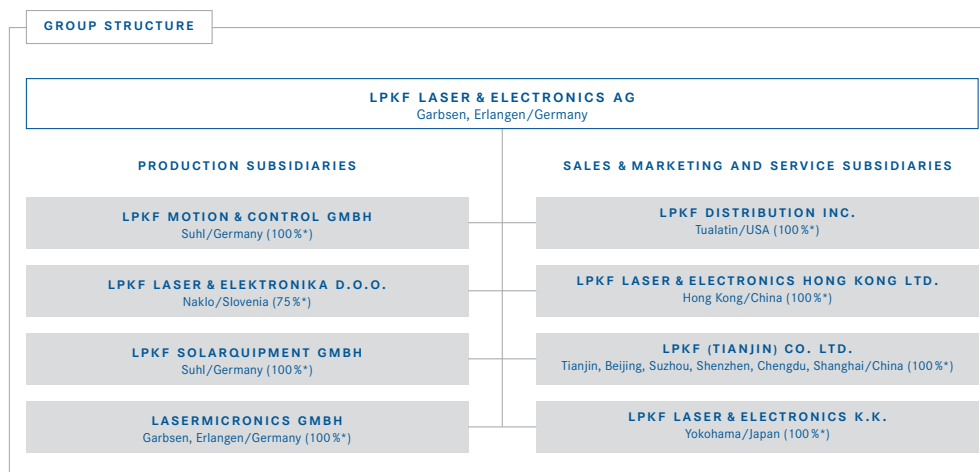 GROUP STRUCTURE
LPKF LASER & ELECTRONICS AG
Garbsen, Erlangen/Germany
PRODUCTION SUBSIDIARIES
LPKF MOTION & CONTROL GMBH
Suhl/Germany (100 %*)
LPKF LASER & ELEKTRONIKA D.O.O.
Naklo/Slovenia (75 %*)
LPKF SOLARQUIPMENT GMBH
Suhl/Germany (100 %*)
LASERMICRONICS GMBH
Garbsen, Erlangen/Germany (100 %*)
SALES & MARKETING AND SERVICE SUBSIDIARIES
LPKF DISTRIBUTION INC.
Tualatin/USA (100 %*)
LPKF LASER & ELECTRONICS HONG KONG LTD.
Hong Kong/China (100 %*)
LPKF (TIANJIN) CO. LTD.
Tianjin, Beijing, Suzhou, Shenzhen, Chengdu, Shanghai/China (100 %*)
LPKF LASER & ELECTRONICS K.K.
Yokohama/Japan (100 %*)